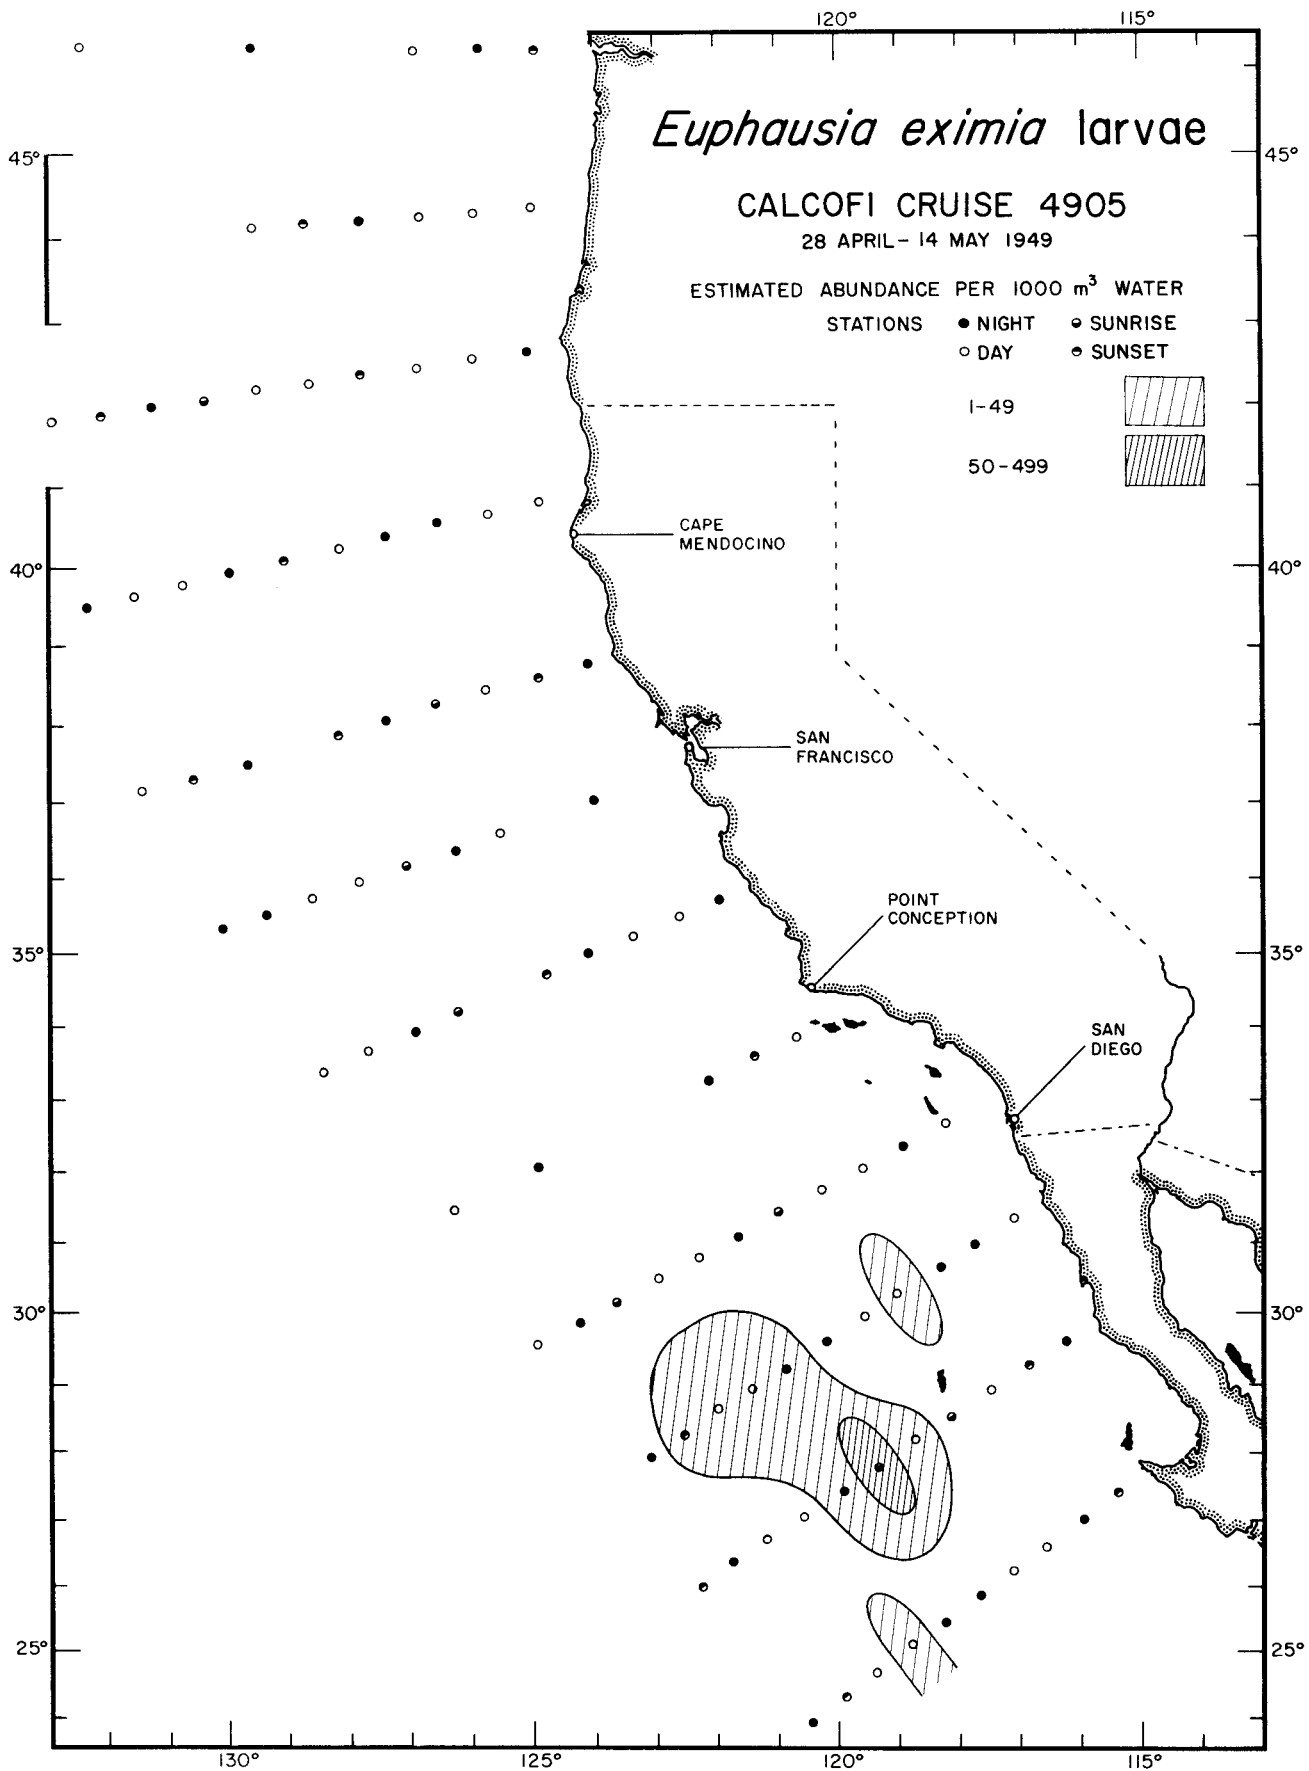 120° 115°
Euphausia eximia larvae
45° 45°
CALCOFI CRUISE 4905
28 APRIL – 14 MAY 1949
ESTIMATED ABUNDANCE PER 1000 m³ WATER
STATIONS ● NIGHT ◒ SUNRISE
○ DAY ◓ SUNSET
1–49
50–499
CAPE
MENDOCINO
40° 40°
SAN
FRANCISCO
POINT
CONCEPTION
35° 35°
SAN
DIEGO
30° 30°
25° 25°
130° 125° 120° 115°